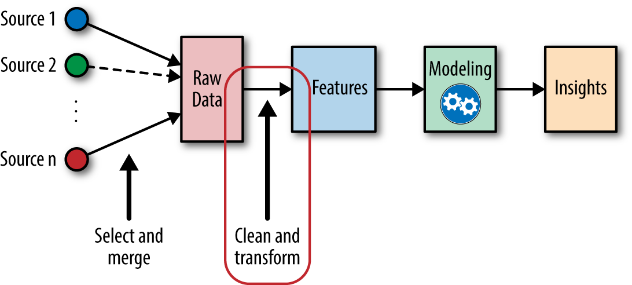 Source 1
Source 2
Source n
Select and
merge
Raw
Data
Clean and
transform
Features
Modeling
Insights